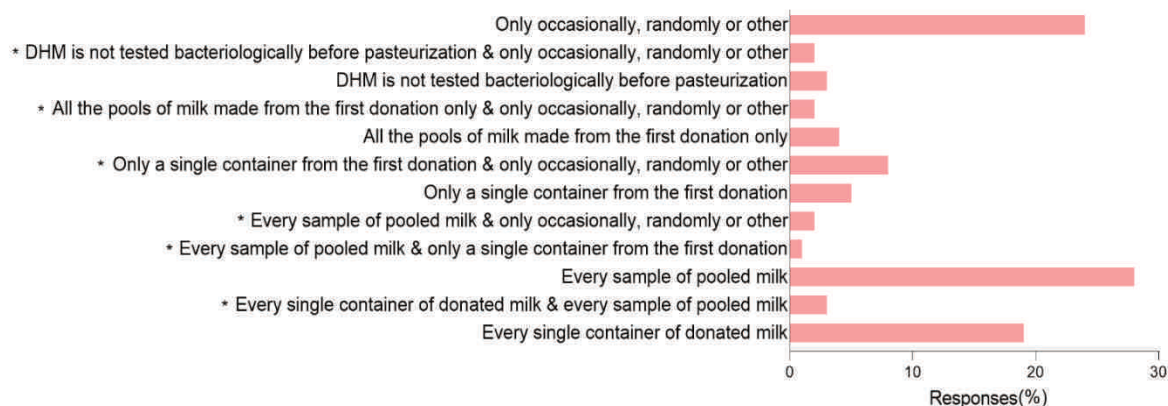 Only occasionally, randomly or other
* DHM is not tested bacteriologically before pasteurization & only occasionally, randomly or other
DHM is not tested bacteriologically before pasteurization
* All the pools of milk made from the first donation only & only occasionally, randomly or other
All the pools of milk made from the first donation only
* Only a single container from the first donation & only occasionally, randomly or other
Only a single container from the first donation
* Every sample of pooled milk & only occasionally, randomly or other
* Every sample of pooled milk & only a single container from the first donation
Every sample of pooled milk
* Every single container of donated milk & every sample of pooled milk
Every single container of donated milk
0 10 20 30
Responses(%)